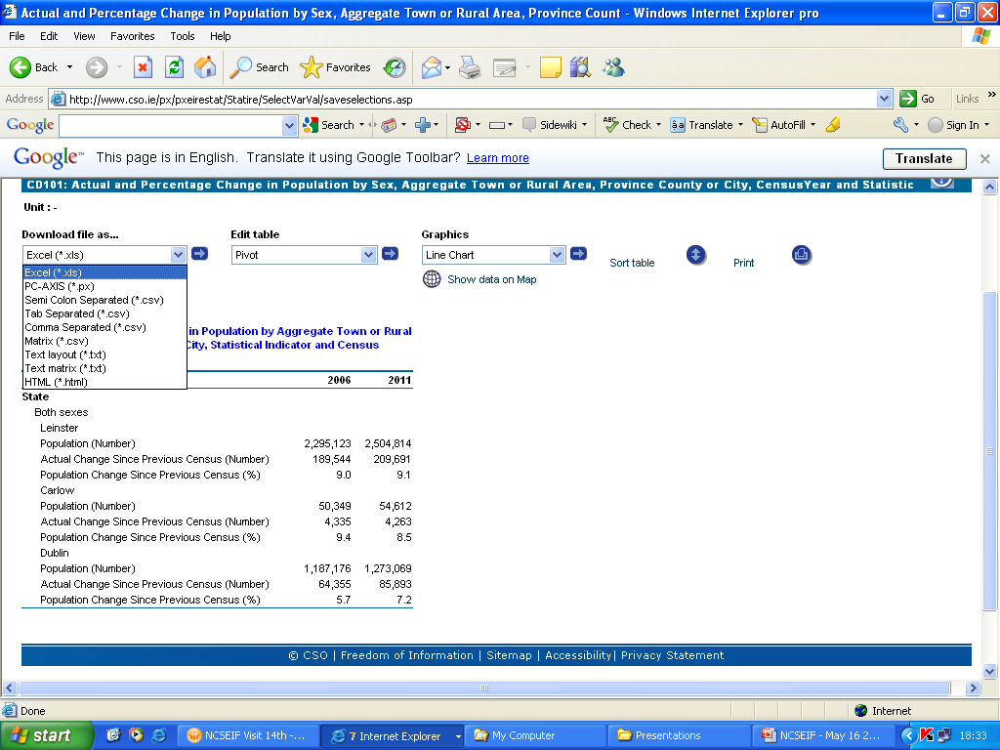 Actual and Percentage Change in Population by Sex, Aggregate Town or Rural Area, Province Count - Windows Internet Explorer pro
File Edit View Favorites Tools Help
Back Search Favorites
Address http://www.cso.ie/px/pxeirestat/Statire/SelectVarVal/saveselections.asp Go Links »
Google Search Sidewiki ABC Check Translate AutoFill Sign In
Google™ This page is in English. Translate it using Google Toolbar? Learn more Translate
CD101: Actual and Percentage Change in Population by Sex, Aggregate Town or Rural Area, Province County or City, CensusYear and Statistic
Unit : -
Download file as... Edit table Graphics
Excel (*.xls) Pivot Line Chart Sort table Print
Excel (*.xls)
PC-AXIS (*.px)
Semi Colon Separated (*.csv)
Tab Separated (*.csv)
Comma Separated (*.csv)
Matrix (*.csv)
Text layout (*.txt)
Text matrix (*.txt)
HTML (*.html)
Show data on Map
in Population by Aggregate Town or Rural
City, Statistical Indicator and Census
2006 2011
State
Both sexes
Leinster
Population (Number) 2,295,123 2,504,814
Actual Change Since Previous Census (Number) 189,544 209,691
Population Change Since Previous Census (%) 9.0 9.1
Carlow
Population (Number) 50,349 54,612
Actual Change Since Previous Census (Number) 4,335 4,263
Population Change Since Previous Census (%) 9.4 8.5
Dublin
Population (Number) 1,187,176 1,273,069
Actual Change Since Previous Census (Number) 64,355 85,893
Population Change Since Previous Census (%) 5.7 7.2
© CSO | Freedom of Information | Sitemap | Accessibility| Privacy Statement
Done Internet
start NCSEIF Visit 14th -... 7 Internet Explorer My Computer Presentations NCSEIF - May 16 2... 18:33